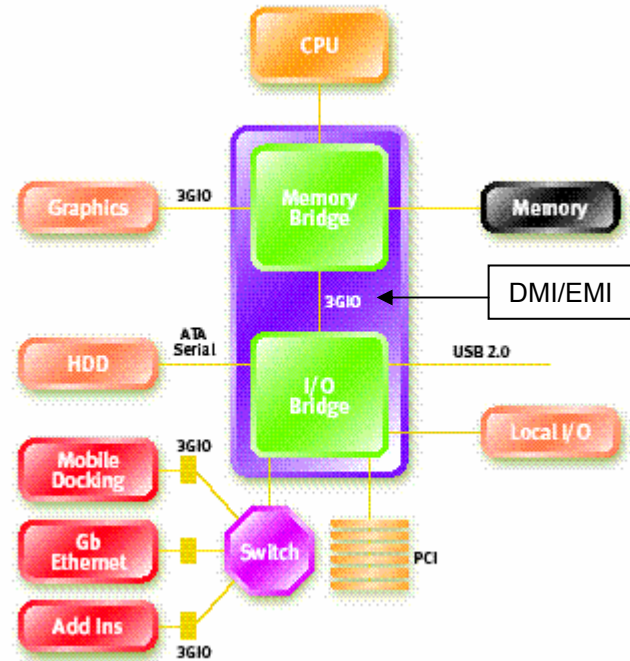 CPU
3GIO
Graphics
Memory
Bridge
Memory
3GIO
DMI/EMI
ATA
Serial
USB 2.0
HDD
I/O
Bridge
Local I/O
3GIO
Mobile
Docking
Gb
Ethernet
Switch
PCI
Add Ins
3GIO